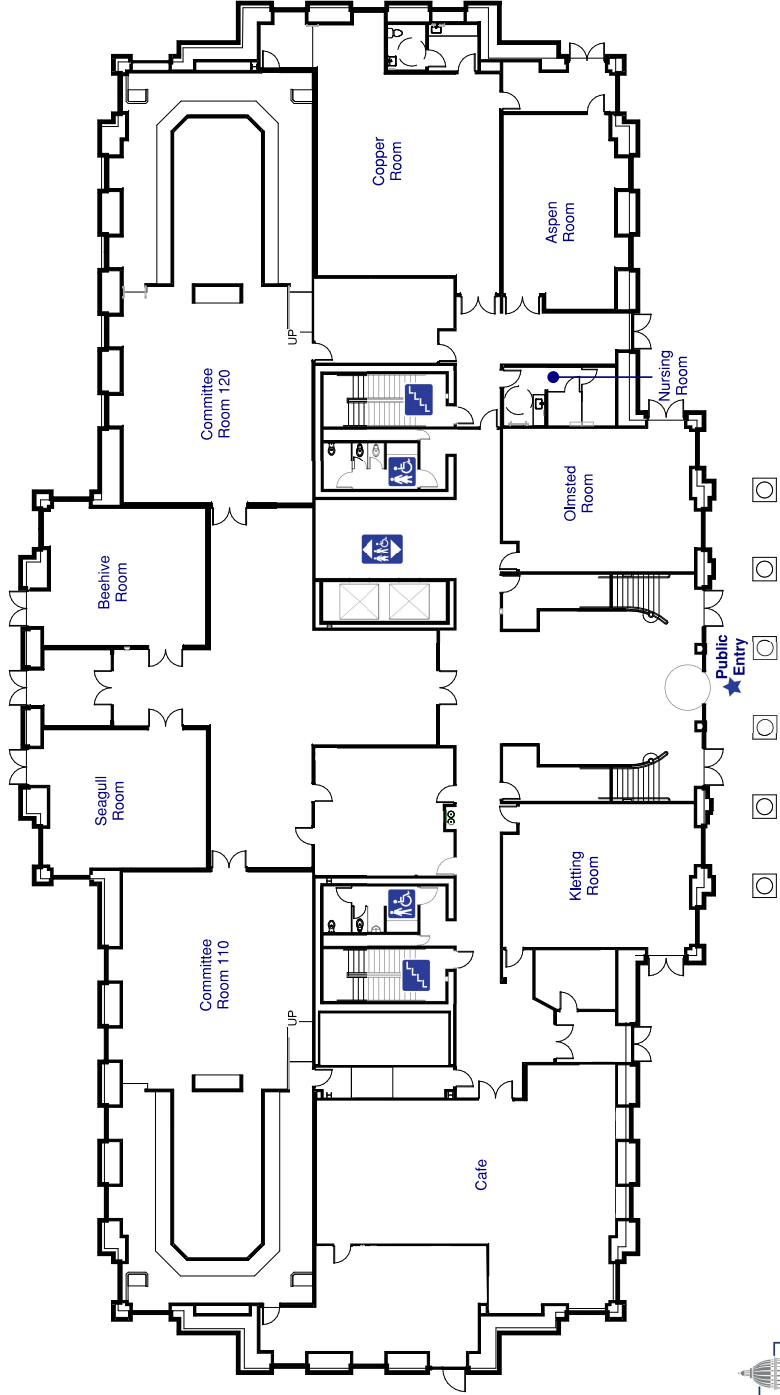 Copper
Room
Aspen
Room
UP
Committee
Room 120
Nursing
Room
Olmsted
Room
Beehive
Room
Public
Entry
Seagull
Room
Kletting
Room
Committee
Room 110
UP
Cafe